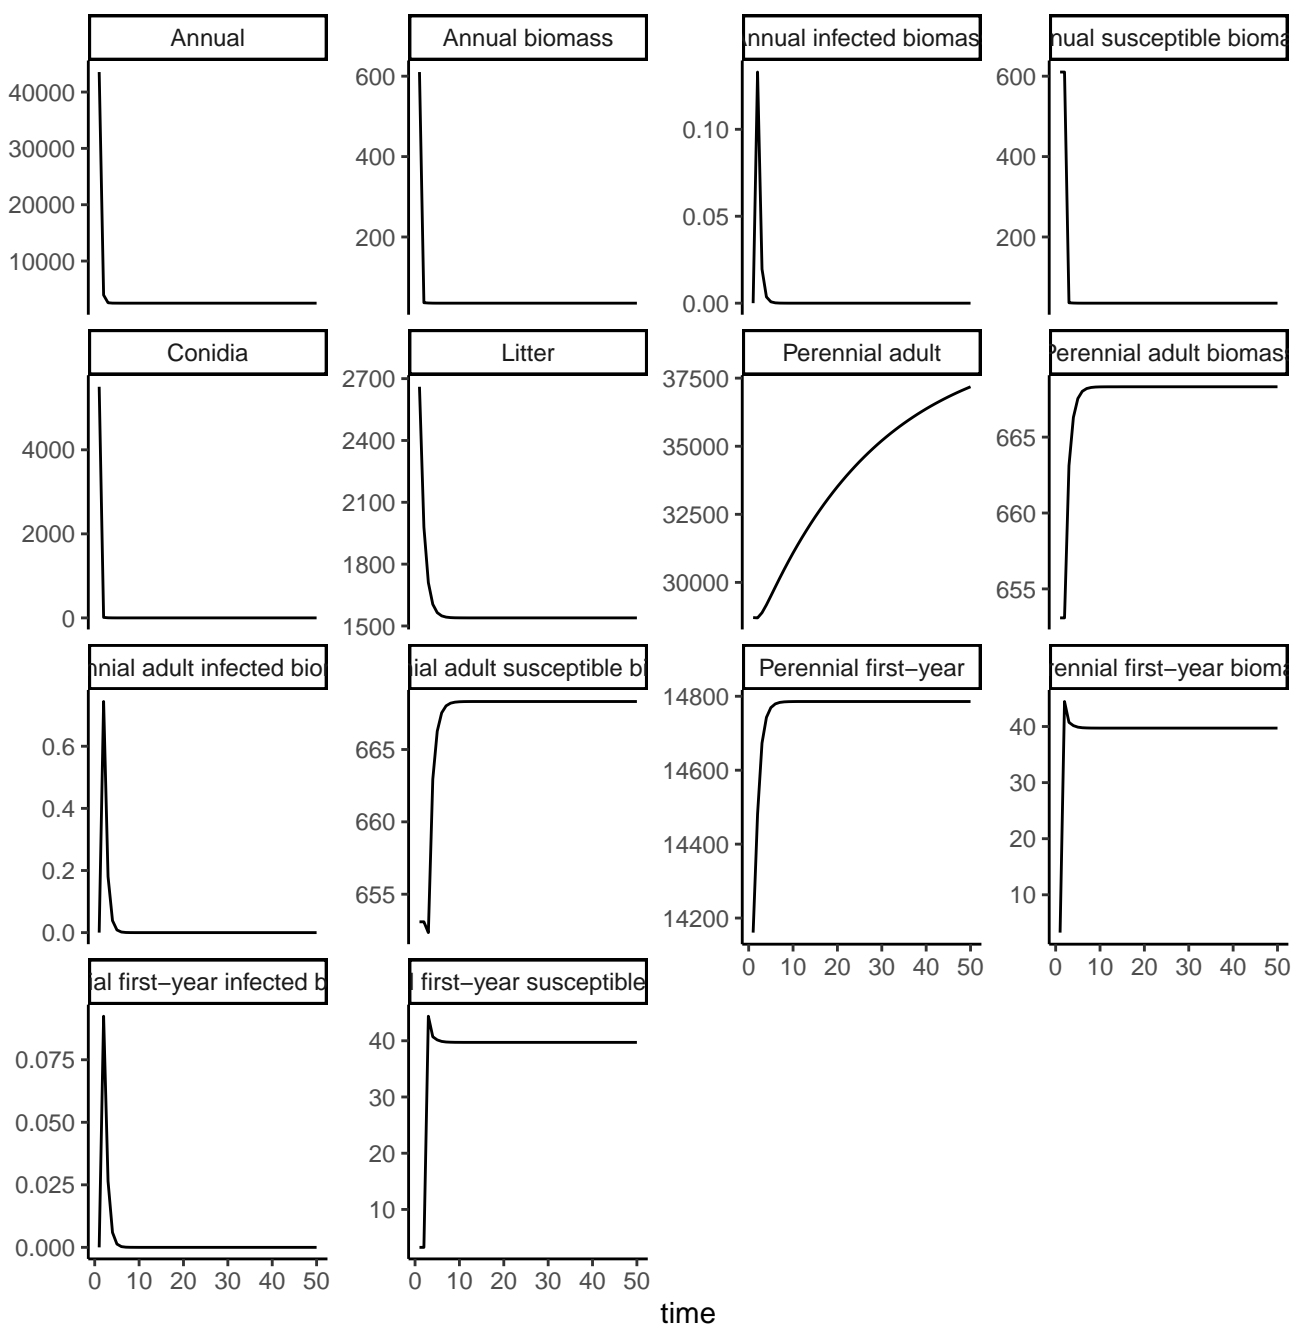 Annual
Annual biomass
Annual infected biomas
nual susceptible bioma
40000
30000
20000
10000
600
400
200
0.10
0.05
0.00
600
400
200
Conidia
Litter
Perennial adult
Perennial adult biomass
4000
2000
0
2700
2400
2100
1800
1500
37500
35000
32500
30000
665
660
655
nnial adult infected bior
ial adult susceptible bi
Perennial first−year
rennial first−year bioma
0.6
0.4
0.2
0.0
665
660
655
14800
14600
14400
14200
40
30
20
10
0 10 20 30 40 50
0 10 20 30 40 50
ial first−year infected b
l first−year susceptible
0.075
0.050
0.025
0.000
40
30
20
10
0 10 20 30 40 50
0 10 20 30 40 50
time